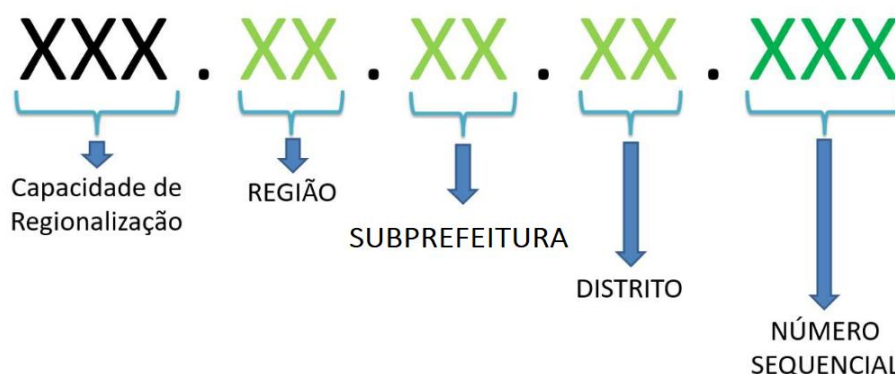 XXX . XX . XX . XX . XXX
Capacidade de
Regionalização
REGIÃO
SUBPREFEITURA
DISTRITO
NÚMERO
SEQUENCIAL